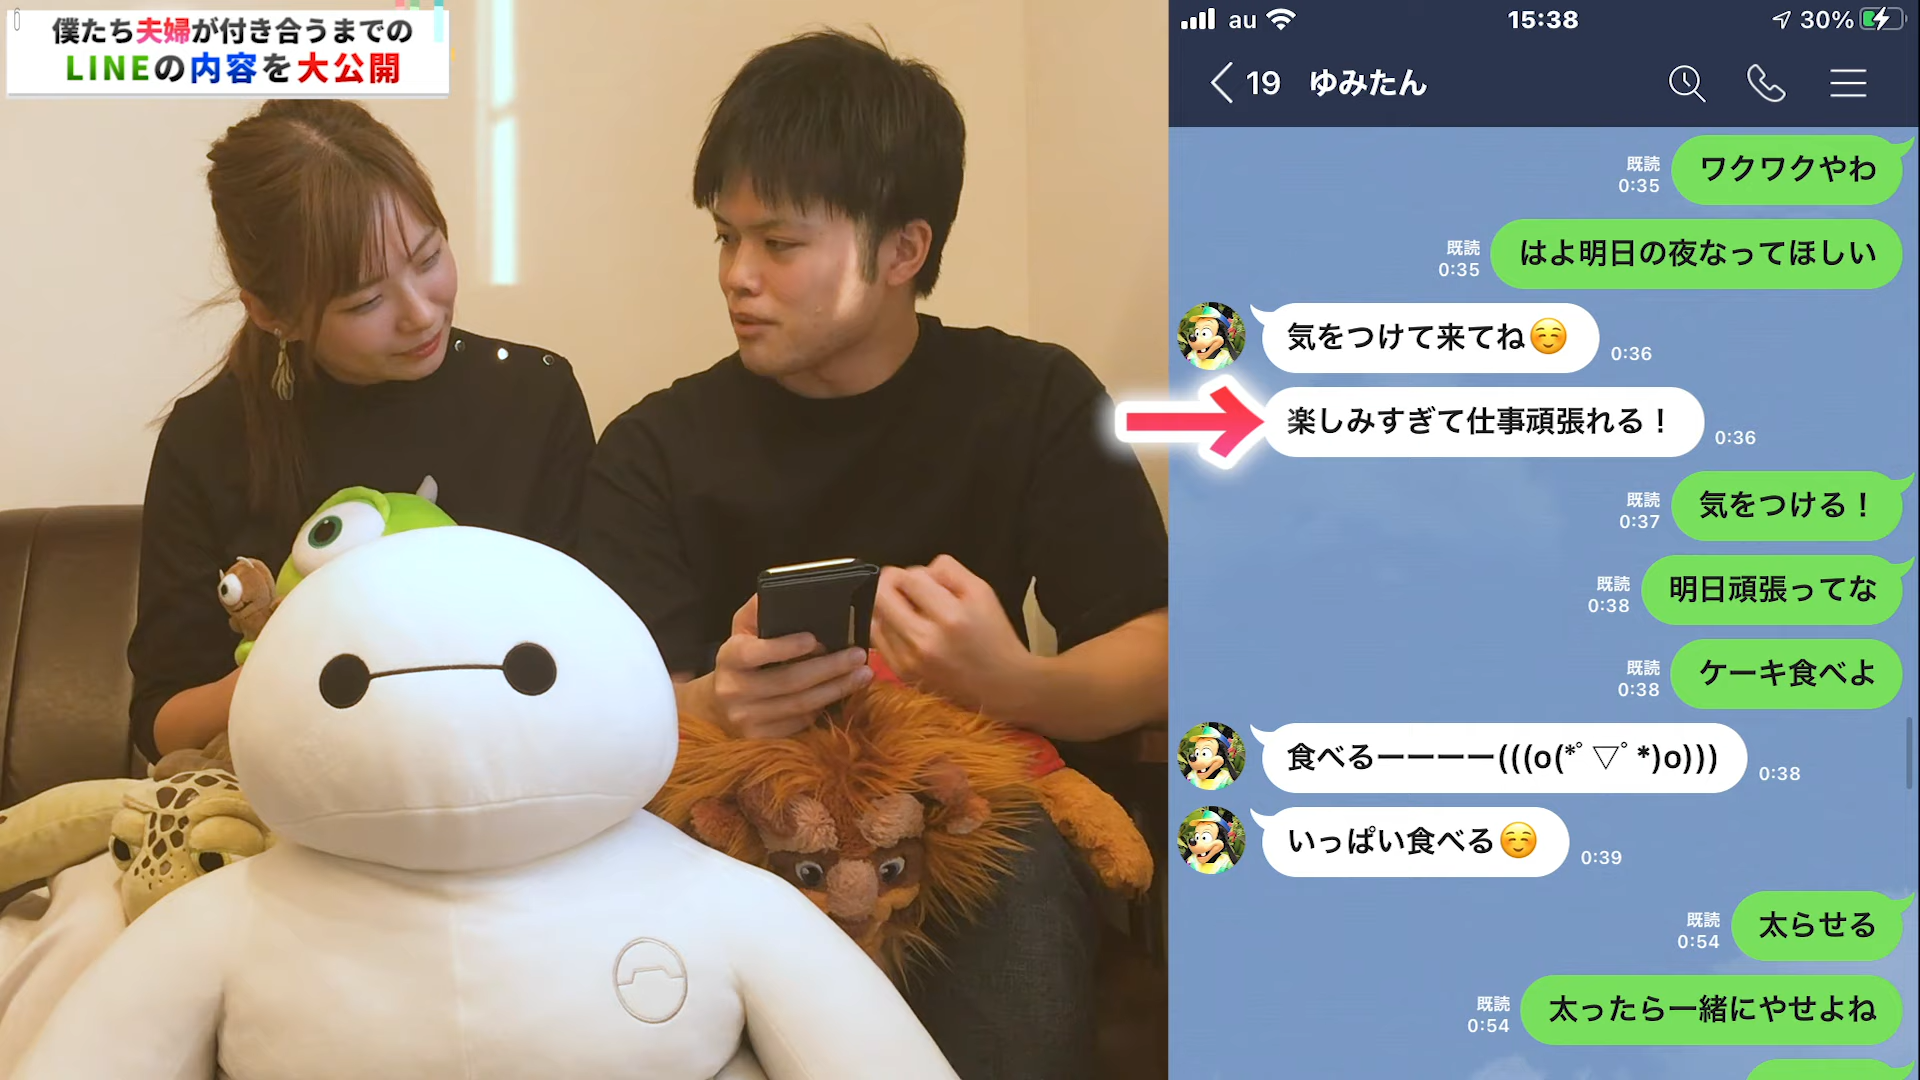 僕たち夫婦が付き合うまでの
LINEの内容を大公開
au 15:38 30%
19 ゆみたん
既読 0:35 ワクワクやわ
既読 0:35 はよ明日の夜なってほしい
気をつけて来てね☺️ 0:36
楽しみすぎて仕事頑張れる！ 0:36
既読 0:37 気をつける！
既読 0:38 明日頑張ってな
既読 0:38 ケーキ食べよ
食べるーーーー(((o(*ﾟ▽ﾟ*)o))) 0:38
いっぱい食べる☺️ 0:39
既読 0:54 太らせる
既読 0:54 太ったら一緒にやせよね